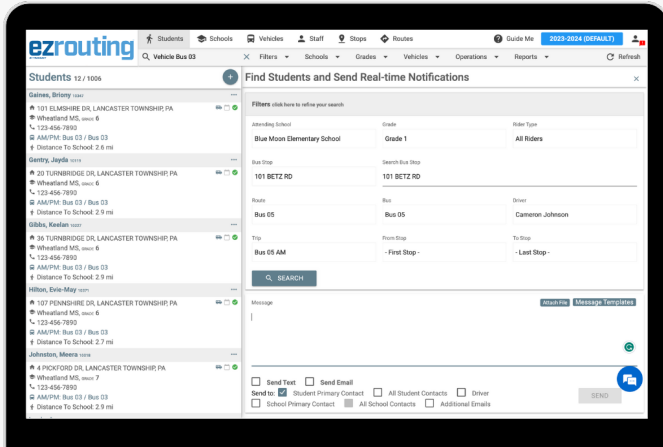 ezrouting
Students Schools Vehicles Staff Stops Routes Guide Me 2023-2024 (DEFAULT)
Vehicle Bus 03 Filters Schools Grades Vehicles Operations Reports Refresh
Students 12 / 1006
Gaines, Briony
101 ELMSHIRE DR, LANCASTER TOWNSHIP, PA
Wheatland MS, GRADE: 6
123-456-7890
AM/PM: Bus 03 / Bus 03
Distance To School: 2.6 mi
Gentry, Jayda
20 TURNBRIDGE DR, LANCASTER TOWNSHIP, PA
Wheatland MS, GRADE: 6
123-456-7890
AM/PM: Bus 03 / Bus 03
Distance To School: 2.9 mi
Gibbs, Keelan
36 TURNBRIDGE DR, LANCASTER TOWNSHIP, PA
Wheatland MS, GRADE: 6
123-456-7890
AM/PM: Bus 03 / Bus 03
Distance To School: 2.9 mi
Hilton, Evie-May
107 PENNSHIRE DR, LANCASTER TOWNSHIP, PA
Wheatland MS, GRADE: 6
123-456-7890
AM/PM: Bus 03 / Bus 03
Distance To School: 2.7 mi
Johnston, Meera
4 PICKFORD DR, LANCASTER TOWNSHIP, PA
Wheatland MS, GRADE: 7
123-456-7890
AM/PM: Bus 03 / Bus 03
Distance To School: 2.9 mi
Find Students and Send Real-time Notifications
Filters click here to refine your search
Attending School Grade Rider Type
Blue Moon Elementary School Grade 1 All Riders
Bus Stop Search Bus Stop
101 BETZ RD 101 BETZ RD
Route Bus Driver
Bus 05 Bus 05 Cameron Johnson
Trip From Stop To Stop
Bus 05 AM - First Stop - - Last Stop -
SEARCH
Message Attach File Message Templates
Send Text Send Email
Send to: Student Primary Contact All Student Contacts Driver
School Primary Contact All School Contacts Additional Emails
SEND